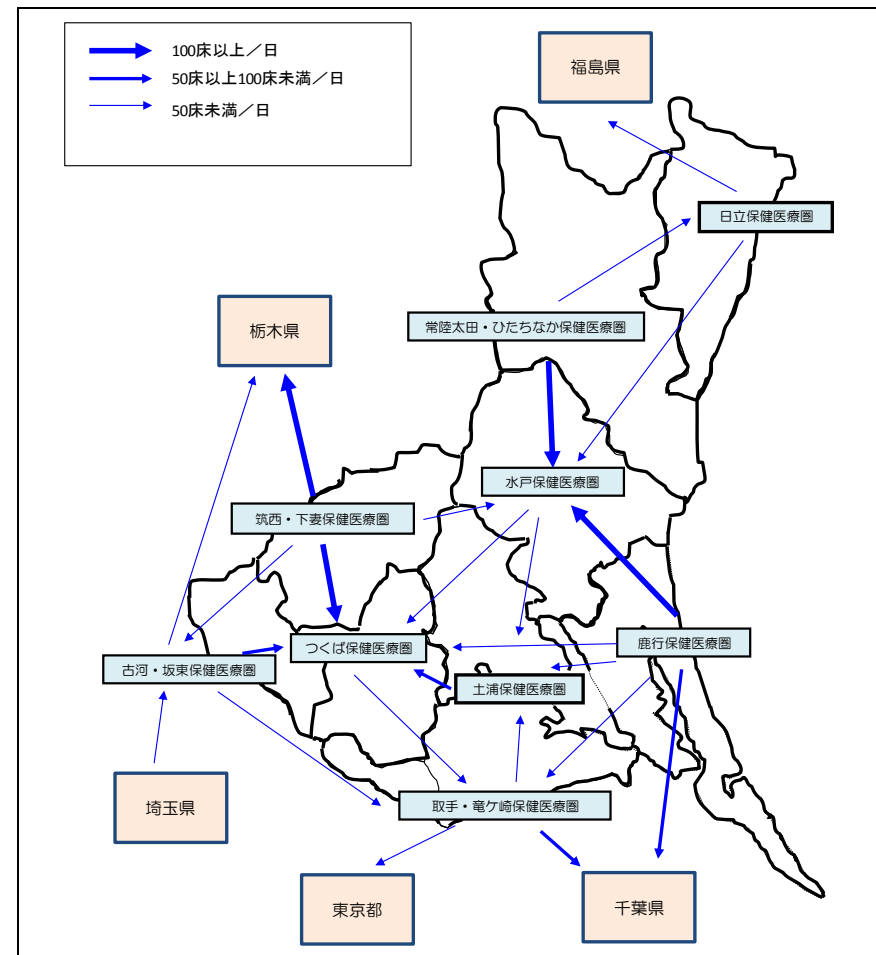 100床以上／日
50床以上100床未満／日
50床未満／日
福島県
日立保健医療圏
常陸太田・ひたちなか保健医療圏
栃木県
水戸保健医療圏
筑西・下妻保健医療圏
つくば保健医療圏
鹿行保健医療圏
古河・坂東保健医療圏
土浦保健医療圏
取手・竜ケ崎保健医療圏
埼玉県
東京都
千葉県